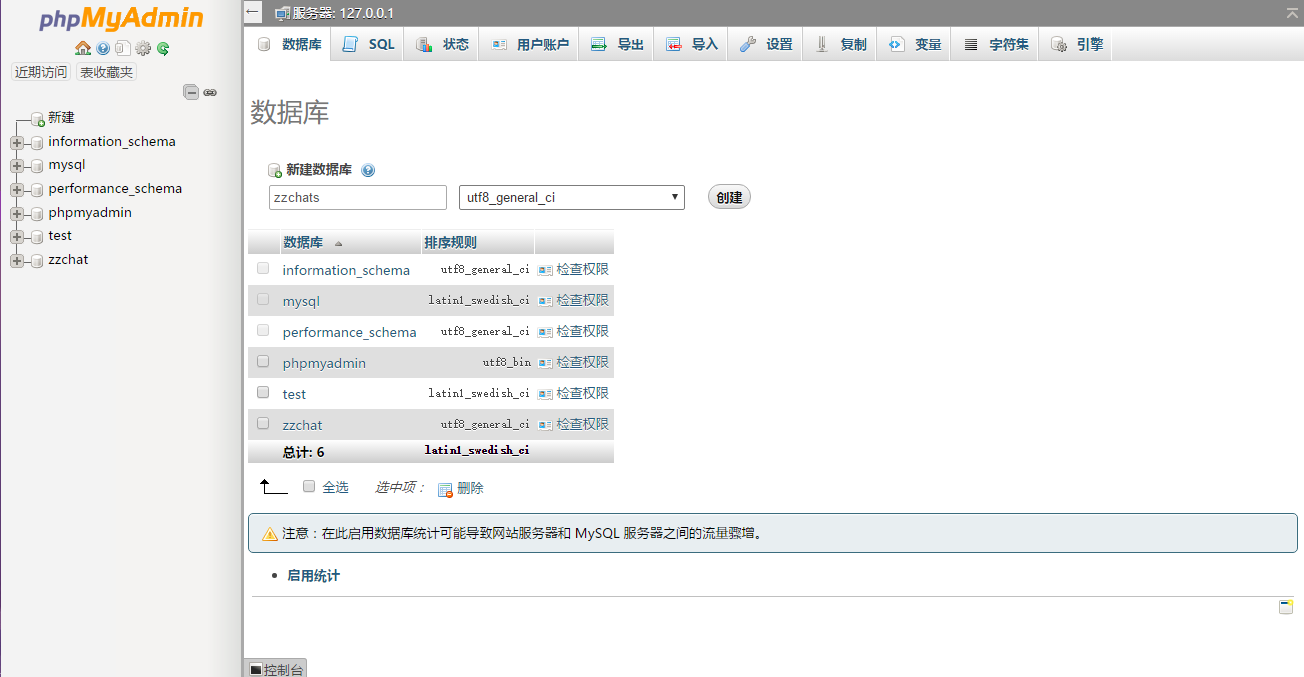 phpMyAdmin
近期访问 表收藏夹
新建
information_schema
mysql
performance_schema
phpmyadmin
test
zzchat
服务器: 127.0.0.1
数据库 SQL 状态 用户账户 导出 导入 设置 复制 变量 字符集 引擎
数据库
新建数据库
zzchats utf8_general_ci 创建
数据库 排序规则
information_schema utf8_general_ci 检查权限
mysql latin1_swedish_ci 检查权限
performance_schema utf8_general_ci 检查权限
phpmyadmin utf8_bin 检查权限
test latin1_swedish_ci 检查权限
zzchat utf8_general_ci 检查权限
总计: 6 latin1_swedish_ci
全选 选中项： 删除
注意：在此启用数据库统计可能导致网站服务器和 MySQL 服务器之间的流量骤增。
启用统计
控制台